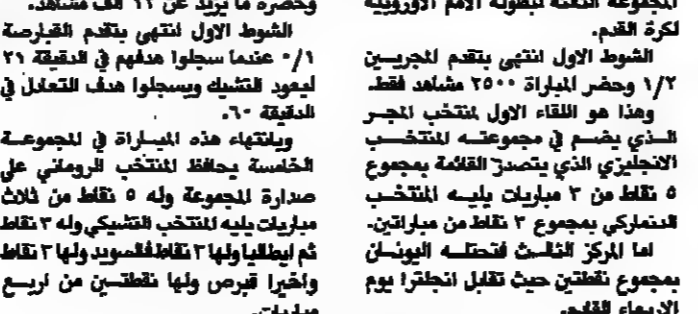 المجموعة الثالثة لبطولة الامم الاوروبية
لكرة القدم.
الشوط الاول انتهى بتقدم المجريين
١/٢ وحضر المباراة ٢٥٠٠ مشاهد فقط.
وهذا هو اللقاء الاول لمنتخب المجر
الذي يضم في مجموعته المنتخب
الانجليزي الذي يتصدر القائمة بمجموع
٥ نقاط من ٣ مباريات يليه المنتخب
الدنماركي بمجموع ٣ نقاط من مباراتين.
اما المركز الثالث فتحتله اليونان
بمجموع نقطتين حيث تقابل انجلترا يوم
الاربعاء القادم.
وحضره ما يزيد عن الف مشاهد.
الشوط الاول انتهى بتقدم القبارصة
٠/١ عندما سجلوا هدفهم في الدقيقة ٢١
ليعود التشيك ويسجلوا هدف التعادل في
الدقيقة ٦٠.
وبانتهاء هذه المباراة في المجموعة
الخامسة يحافظ المنتخب الروماني على
صدارة المجموعة وله ٥ نقاط من ثلاث
مباريات يليه المنتخب التشيكي وله ٣ نقاط
ثم ايطاليا ولها ٣ نقاط فالسويد ولها ٢ نقاط
وأخيرا قبرص ولها نقطتين من اربع
مباريات.